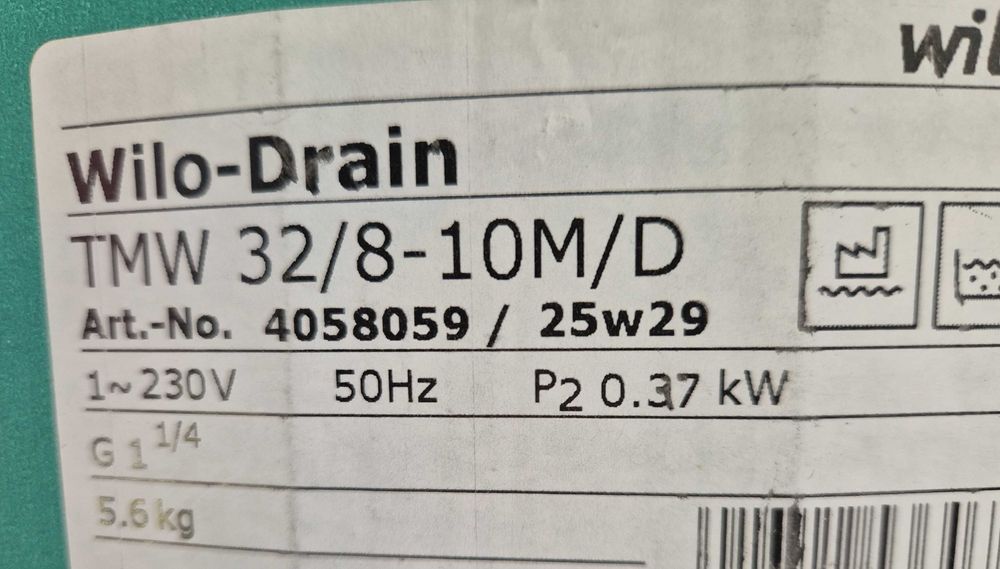 wil
Wilo-Drain
TMW 32/8-10M/D
Art.-No. 4058059 / 25w29
1~230V 50Hz P2 0.37 kW
G 1 1/4
5.6 kg